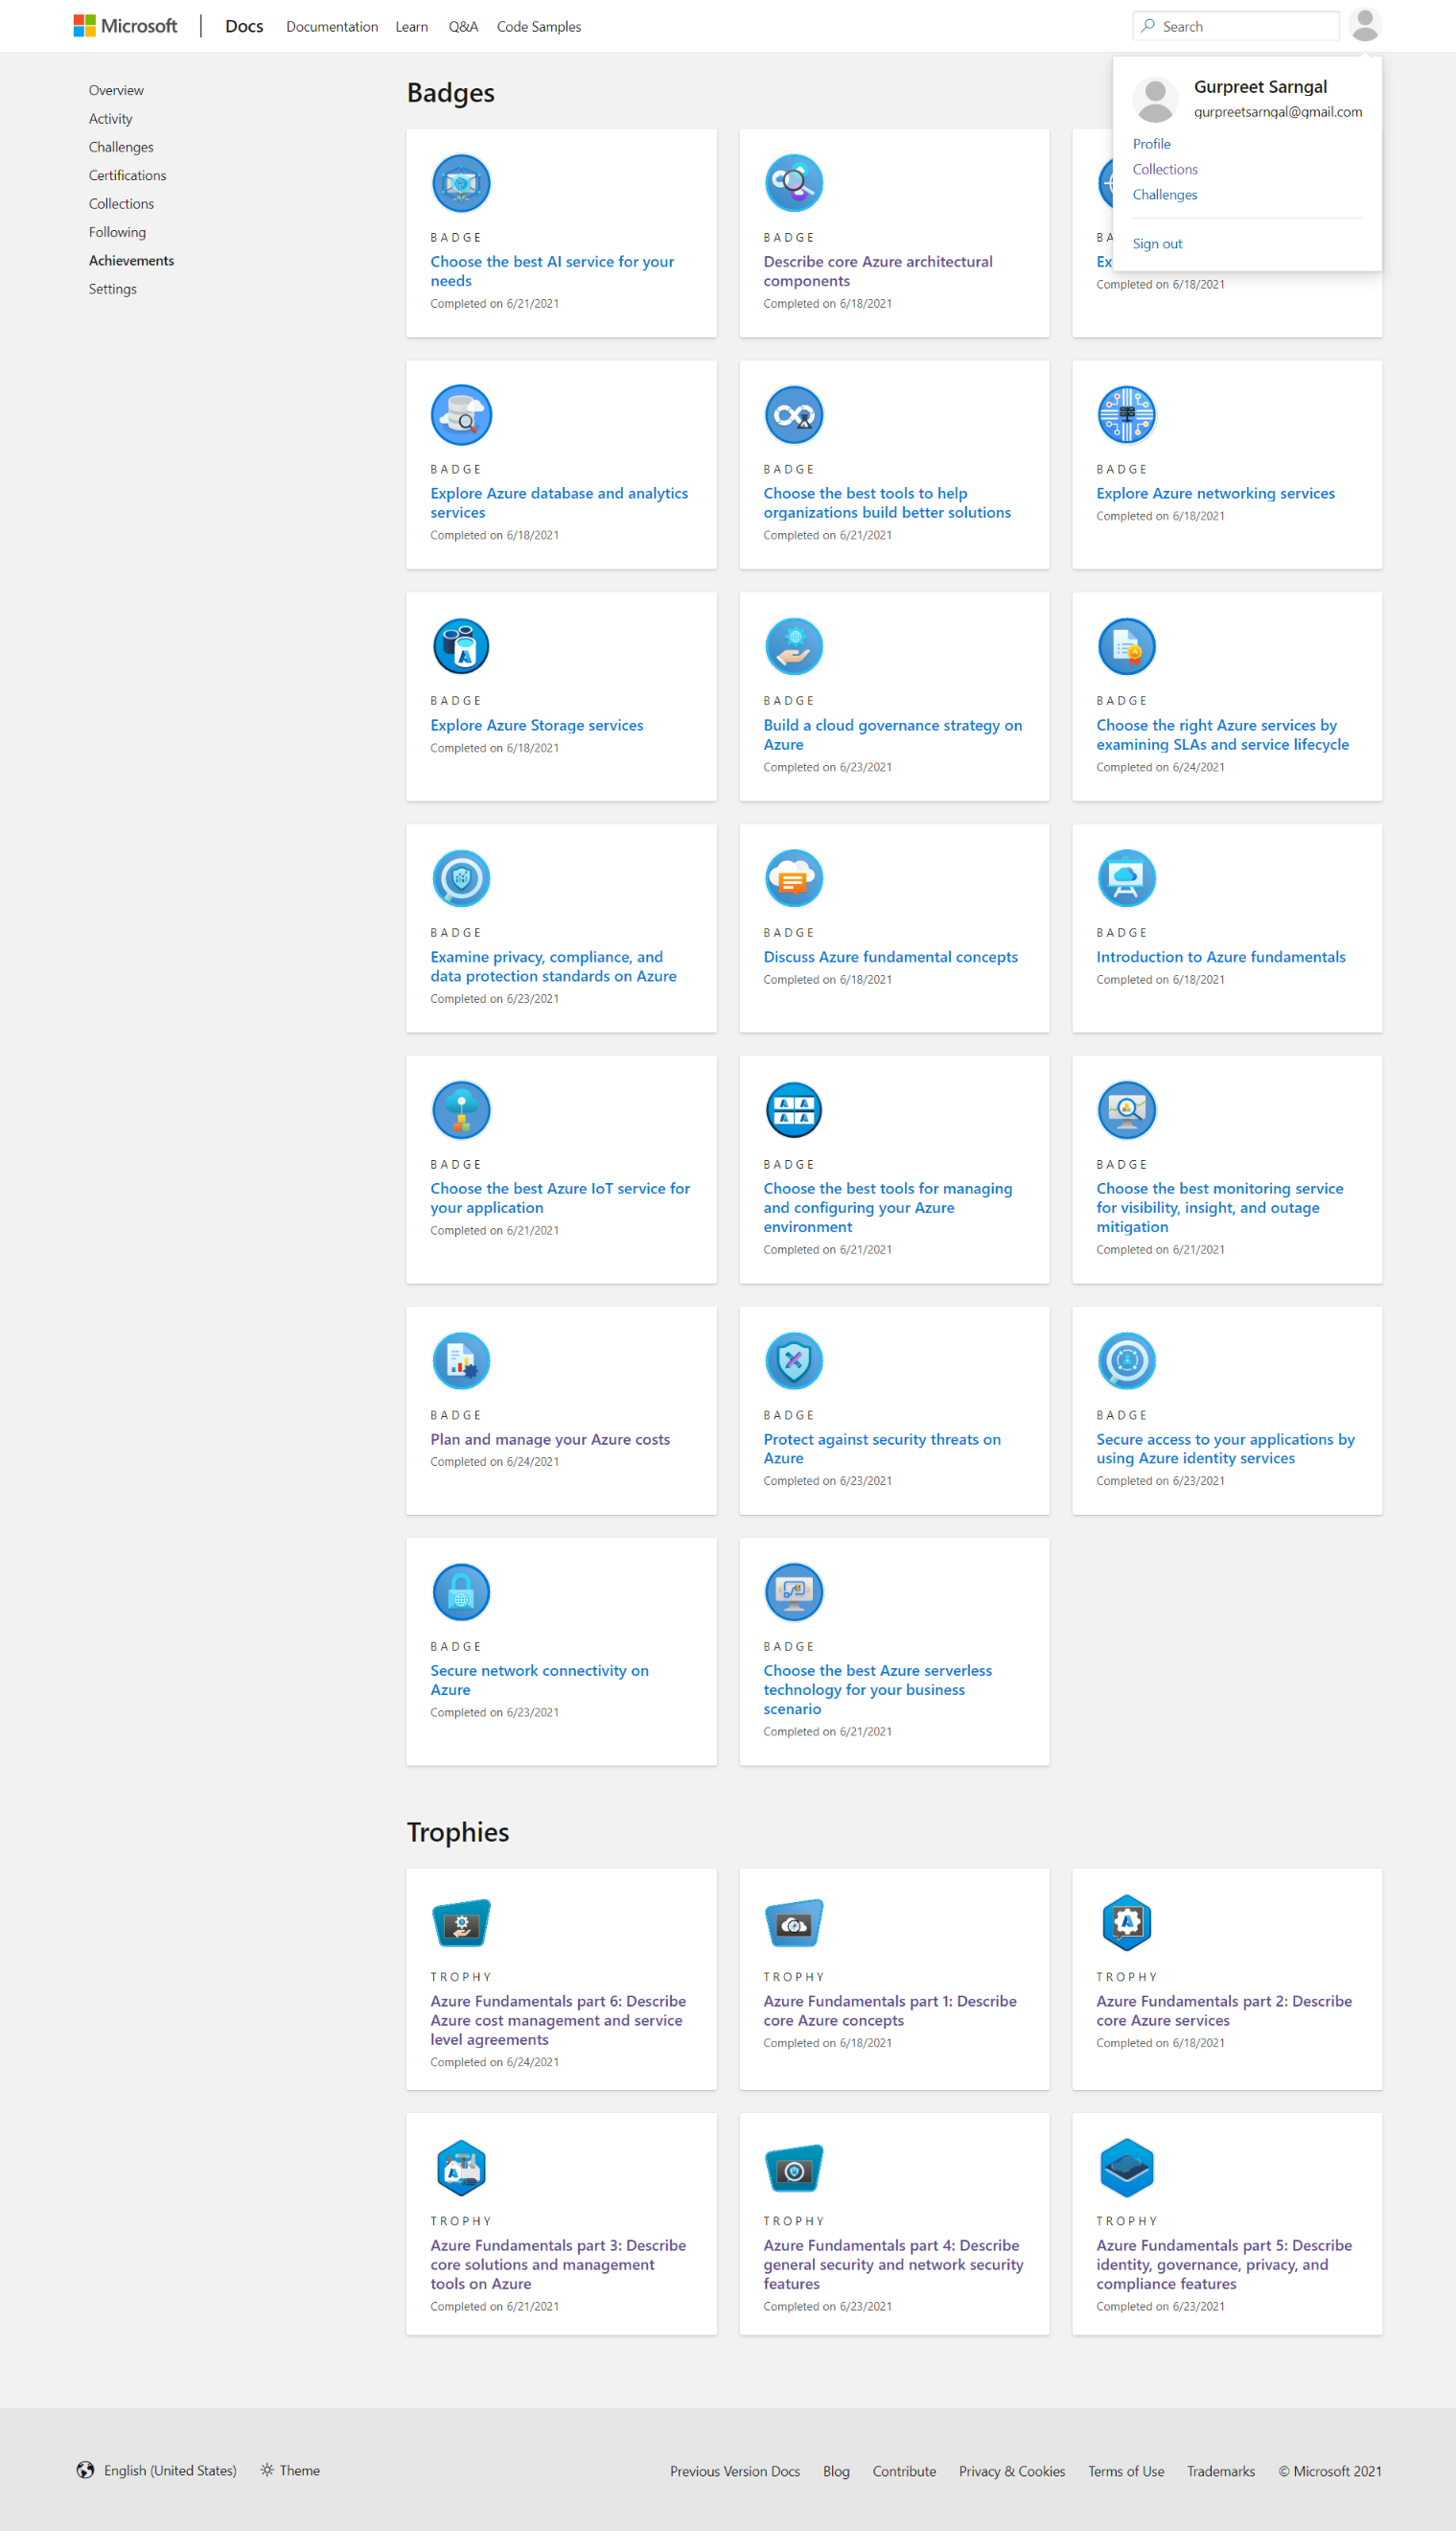 Microsoft
Docs
Documentation
Learn
Q&A
Code Samples
Search
Gurpreet Sarngal
gurpreetsarngal@gmail.com
Profile
Collections
Challenges
Sign out
Overview
Activity
Challenges
Certifications
Collections
Following
Achievements
Settings
Badges
BADGE
Choose the best AI service for your
needs
Completed on 6/21/2021
BADGE
Describe core Azure architectural
components
Completed on 6/18/2021
BA
Ex
Completed on 6/18/2021
BADGE
Explore Azure database and analytics
services
Completed on 6/18/2021
BADGE
Choose the best tools to help
organizations build better solutions
Completed on 6/21/2021
BADGE
Explore Azure networking services
Completed on 6/18/2021
BADGE
Explore Azure Storage services
Completed on 6/18/2021
BADGE
Build a cloud governance strategy on
Azure
Completed on 6/23/2021
BADGE
Choose the right Azure services by
examining SLAs and service lifecycle
Completed on 6/24/2021
BADGE
Examine privacy, compliance, and
data protection standards on Azure
Completed on 6/23/2021
BADGE
Discuss Azure fundamental concepts
Completed on 6/18/2021
BADGE
Introduction to Azure fundamentals
Completed on 6/18/2021
BADGE
Choose the best Azure IoT service for
your application
Completed on 6/21/2021
BADGE
Choose the best tools for managing
and configuring your Azure
environment
Completed on 6/21/2021
BADGE
Choose the best monitoring service
for visibility, insight, and outage
mitigation
Completed on 6/21/2021
BADGE
Plan and manage your Azure costs
Completed on 6/24/2021
BADGE
Protect against security threats on
Azure
Completed on 6/23/2021
BADGE
Secure access to your applications by
using Azure identity services
Completed on 6/23/2021
BADGE
Secure network connectivity on
Azure
Completed on 6/23/2021
BADGE
Choose the best Azure serverless
technology for your business
scenario
Completed on 6/21/2021
Trophies
TROPHY
Azure Fundamentals part 6: Describe
Azure cost management and service
level agreements
Completed on 6/24/2021
TROPHY
Azure Fundamentals part 1: Describe
core Azure concepts
Completed on 6/18/2021
TROPHY
Azure Fundamentals part 2: Describe
core Azure services
Completed on 6/18/2021
TROPHY
Azure Fundamentals part 3: Describe
core solutions and management
tools on Azure
Completed on 6/21/2021
TROPHY
Azure Fundamentals part 4: Describe
general security and network security
features
Completed on 6/23/2021
TROPHY
Azure Fundamentals part 5: Describe
identity, governance, privacy, and
compliance features
Completed on 6/23/2021
English (United States)
Theme
Previous Version Docs
Blog
Contribute
Privacy & Cookies
Terms of Use
Trademarks
© Microsoft 2021